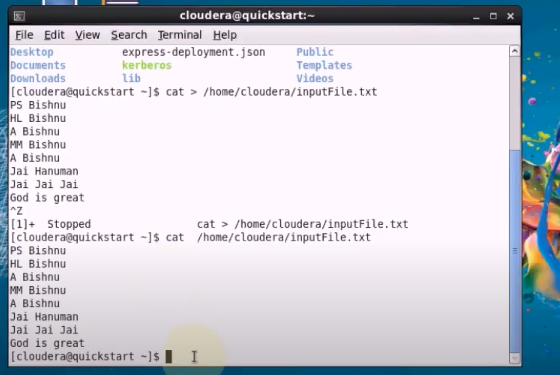 cloudera@quickstart:~
File Edit View Search Terminal Help
Desktop express-deployment.json Public
Documents kerberos Templates
Downloads lib Videos
[cloudera@quickstart ~]$ cat > /home/cloudera/inputFile.txt
PS Bishnu
HL Bishnu
A Bishnu
MM Bishnu
A Bishnu
Jai Hanuman
Jai Jai Jai
God is great
^Z
[1]+  Stopped                 cat > /home/cloudera/inputFile.txt
[cloudera@quickstart ~]$ cat  /home/cloudera/inputFile.txt
PS Bishnu
HL Bishnu
A Bishnu
MM Bishnu
A Bishnu
Jai Hanuman
Jai Jai Jai
God is great
[cloudera@quickstart ~]$